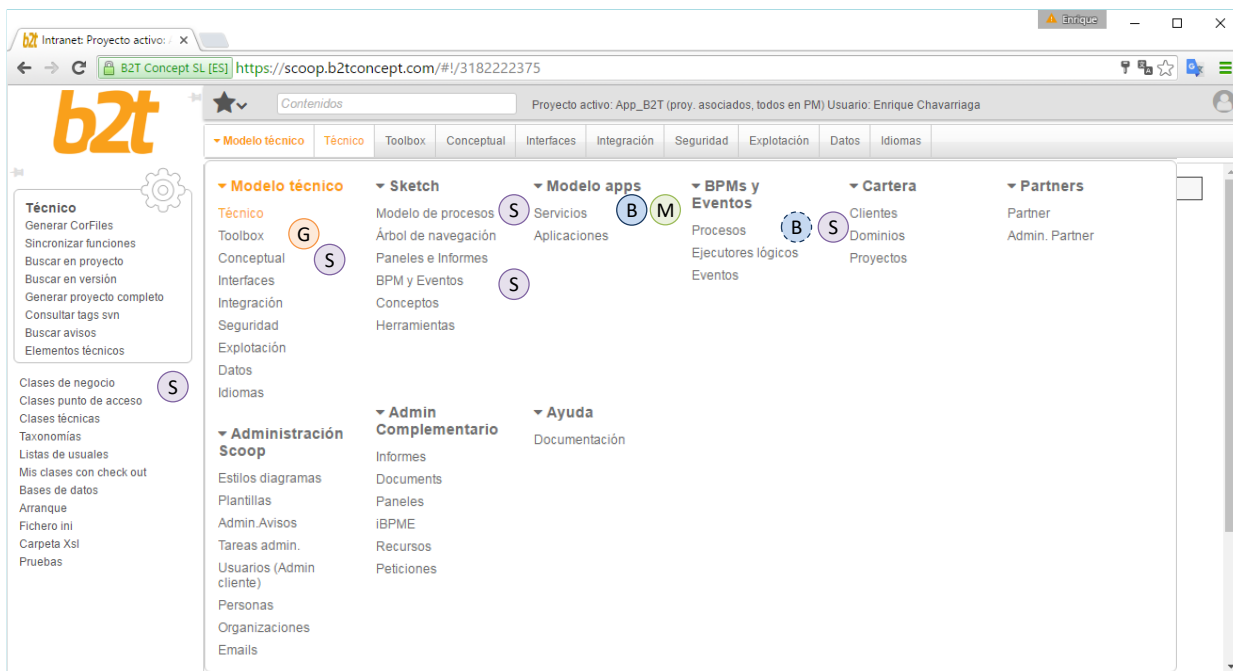 Enrique
b2t Intranet: Proyecto activo: A
B2T Concept SL [ES] https://scoop.b2tconcept.com/#!/3182222375
b2t
Contenidos
Proyecto activo: App_B2T (proy. asociados, todos en PM) Usuario: Enrique Chavarriaga
Modelo técnico Técnico Toolbox Conceptual Interfaces Integración Seguridad Explotación Datos Idiomas
Técnico
Generar CorFiles
Sincronizar funciones
Buscar en proyecto
Buscar en versión
Generar proyecto completo
Consultar tags svn
Buscar avisos
Elementos técnicos
Clases de negocio S
Clases punto de acceso
Clases técnicas
Taxonomías
Listas de usuales
Mis clases con check out
Bases de datos
Arranque
Fichero ini
Carpeta Xsl
Pruebas
Modelo técnico
Técnico
Toolbox G
Conceptual S
Interfaces
Integración
Seguridad
Explotación
Datos
Idiomas
Sketch
Modelo de procesos S
Árbol de navegación
Paneles e Informes
BPM y Eventos S
Conceptos
Herramientas
Modelo apps
Servicios B M
Aplicaciones
BPMs y
Eventos
Procesos B S
Ejecutores lógicos
Eventos
Cartera
Clientes
Dominios
Proyectos
Partners
Partner
Admin. Partner
Administración
Scoop
Estilos diagramas
Plantillas
Admin.Avisos
Tareas admin.
Usuarios (Admin
cliente)
Personas
Organizaciones
Emails
Admin
Complementario
Informes
Documents
Paneles
iBPME
Recursos
Peticiones
Ayuda
Documentación